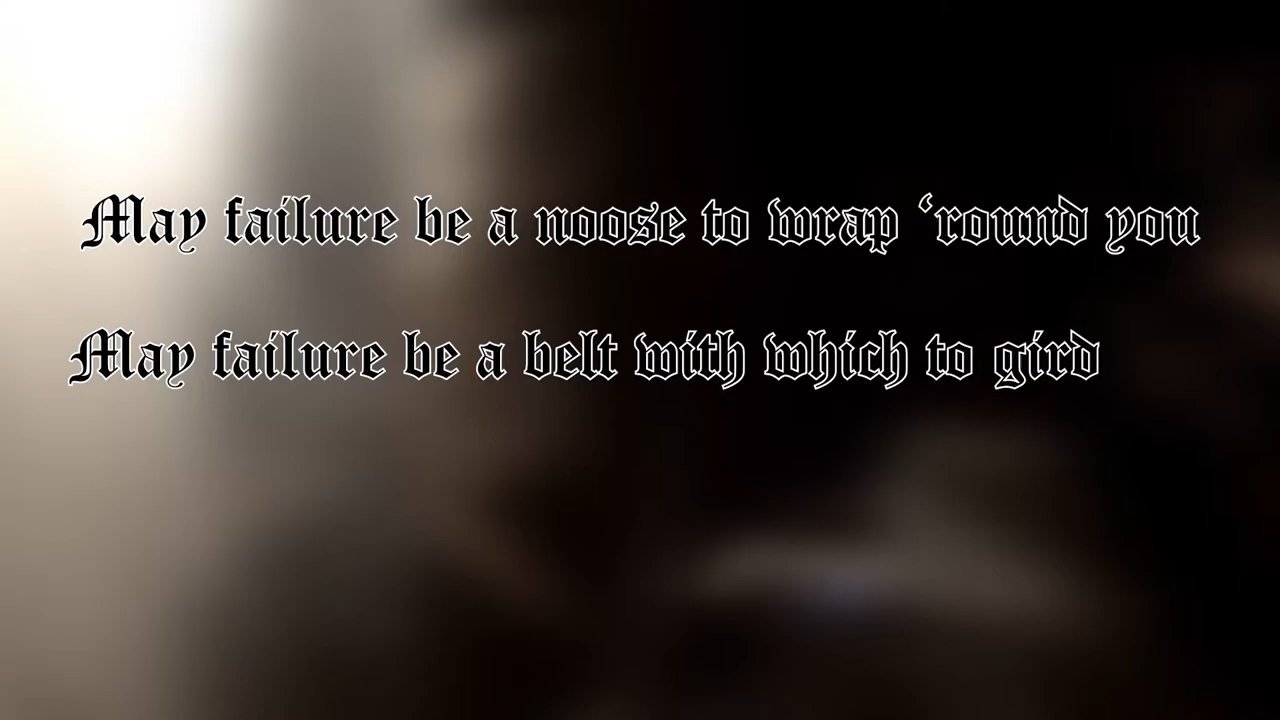 May failure be a noose to wrap ‘round you
May failure be a belt with which to gird